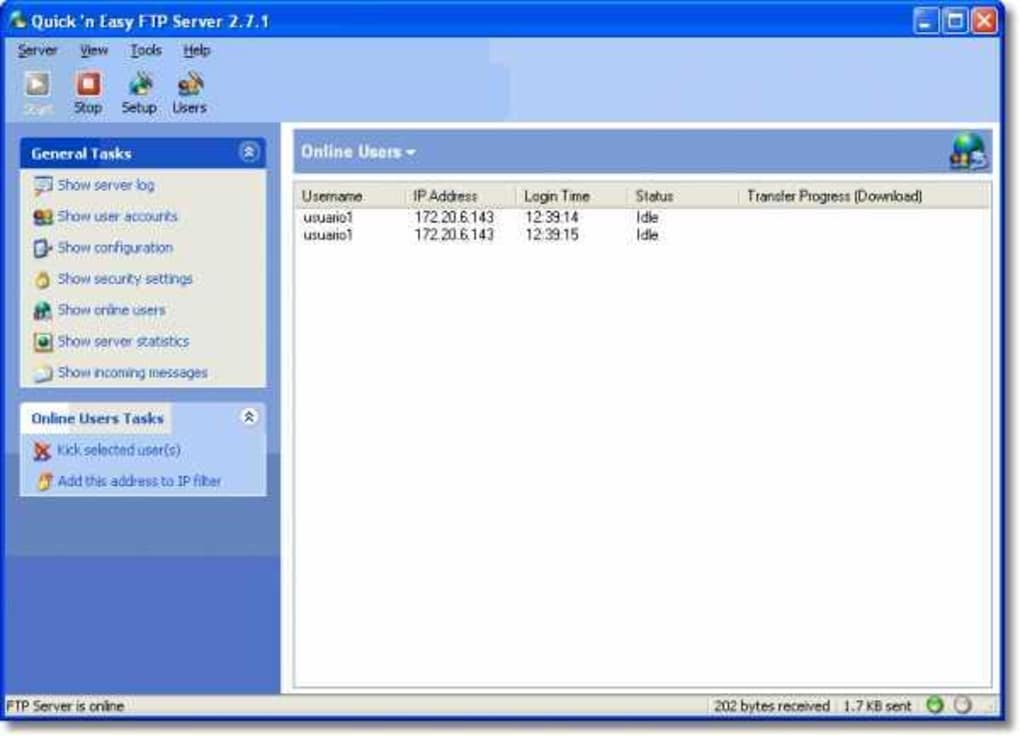 Quick 'n Easy FTP Server 2.7.1
Server View Tools Help
Start Stop Setup Users
General Tasks
Show server log
Show user accounts
Show configuration
Show security settings
Show online users
Show server statistics
Show incoming messages
Online Users Tasks
Kick selected user(s)
Add this address to IP filter
Online Users
Username IP Address Login Time Status Transfer Progress (Download)
usuario1 172.20.6.143 12:39:14 Idle
usuario1 172.20.6.143 12:39:15 Idle
FTP Server is online 202 bytes received 1.7 KB sent